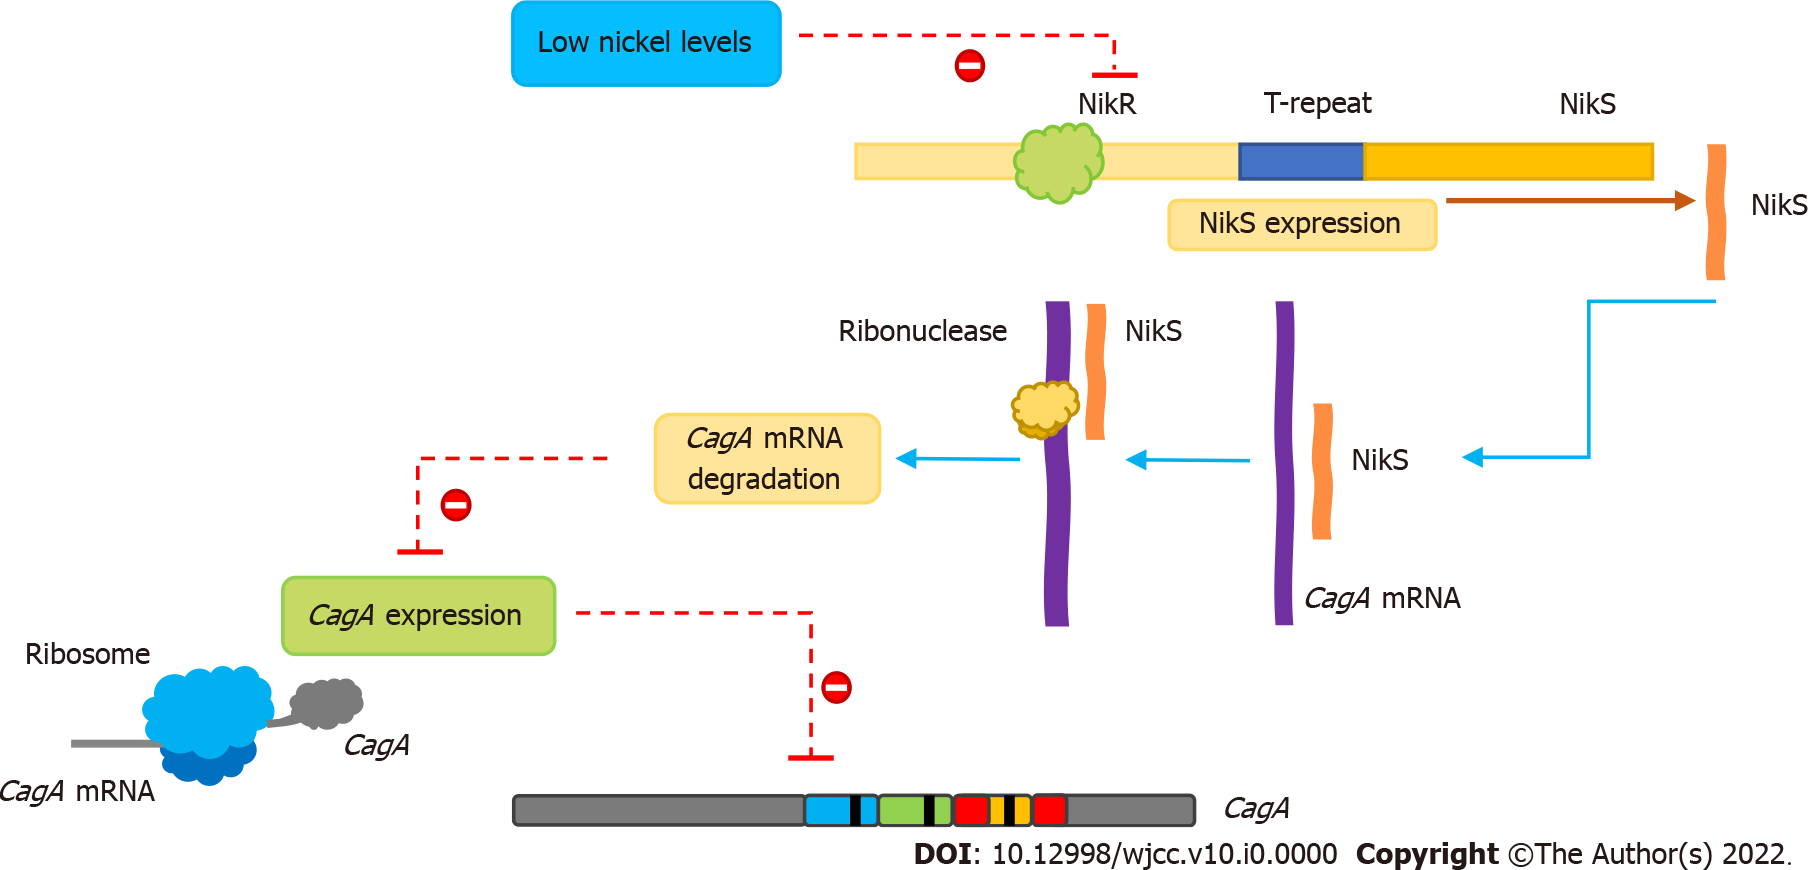 Low nickel levels
NikR
T-repeat
NikS
NikS expression
NikS
Ribonuclease
NikS
CagA mRNA
degradation
NikS
CagA mRNA
CagA expression
Ribosome
CagA
CagA mRNA
CagA
DOI: 10.12998/wjcc.v10.i0.0000 Copyright ©The Author(s) 2022.